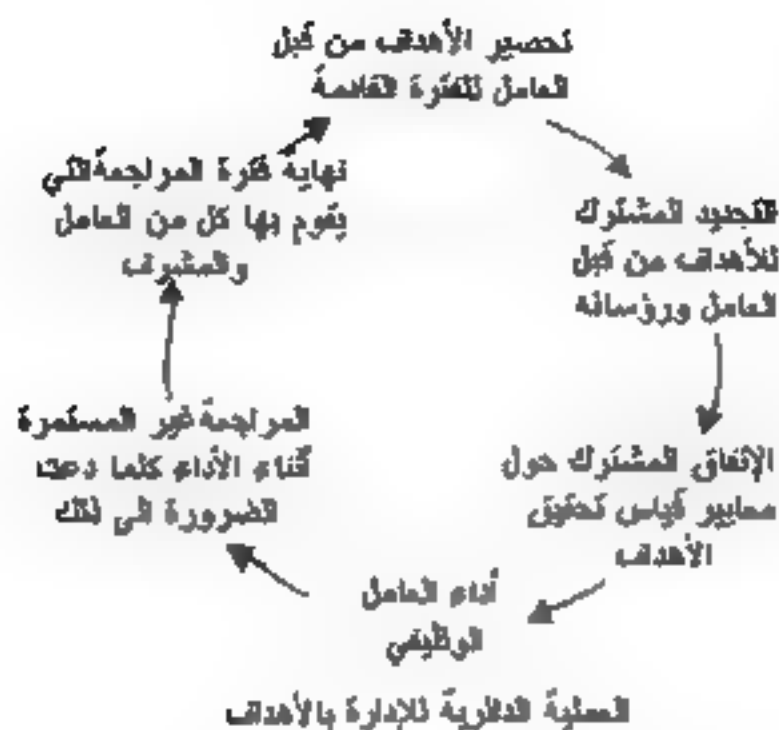 تحضير الأهداف من قبل
العامل للفترة القادمة
التحديد المشترك
للأهداف من قبل
العامل ورؤسائه
الإتفاق المشترك حول
معايير قياس تحقيق
الأهداف
أداء العامل
الوظيفي
المراجعة غير المستمرة
أثناء الأداء كلما دعت
الضرورة الى ذلك
نهاية فترة المراجعة التي
يقوم بها كل من العامل
والمشرف
العملية الدائرية للإدارة بالأهداف